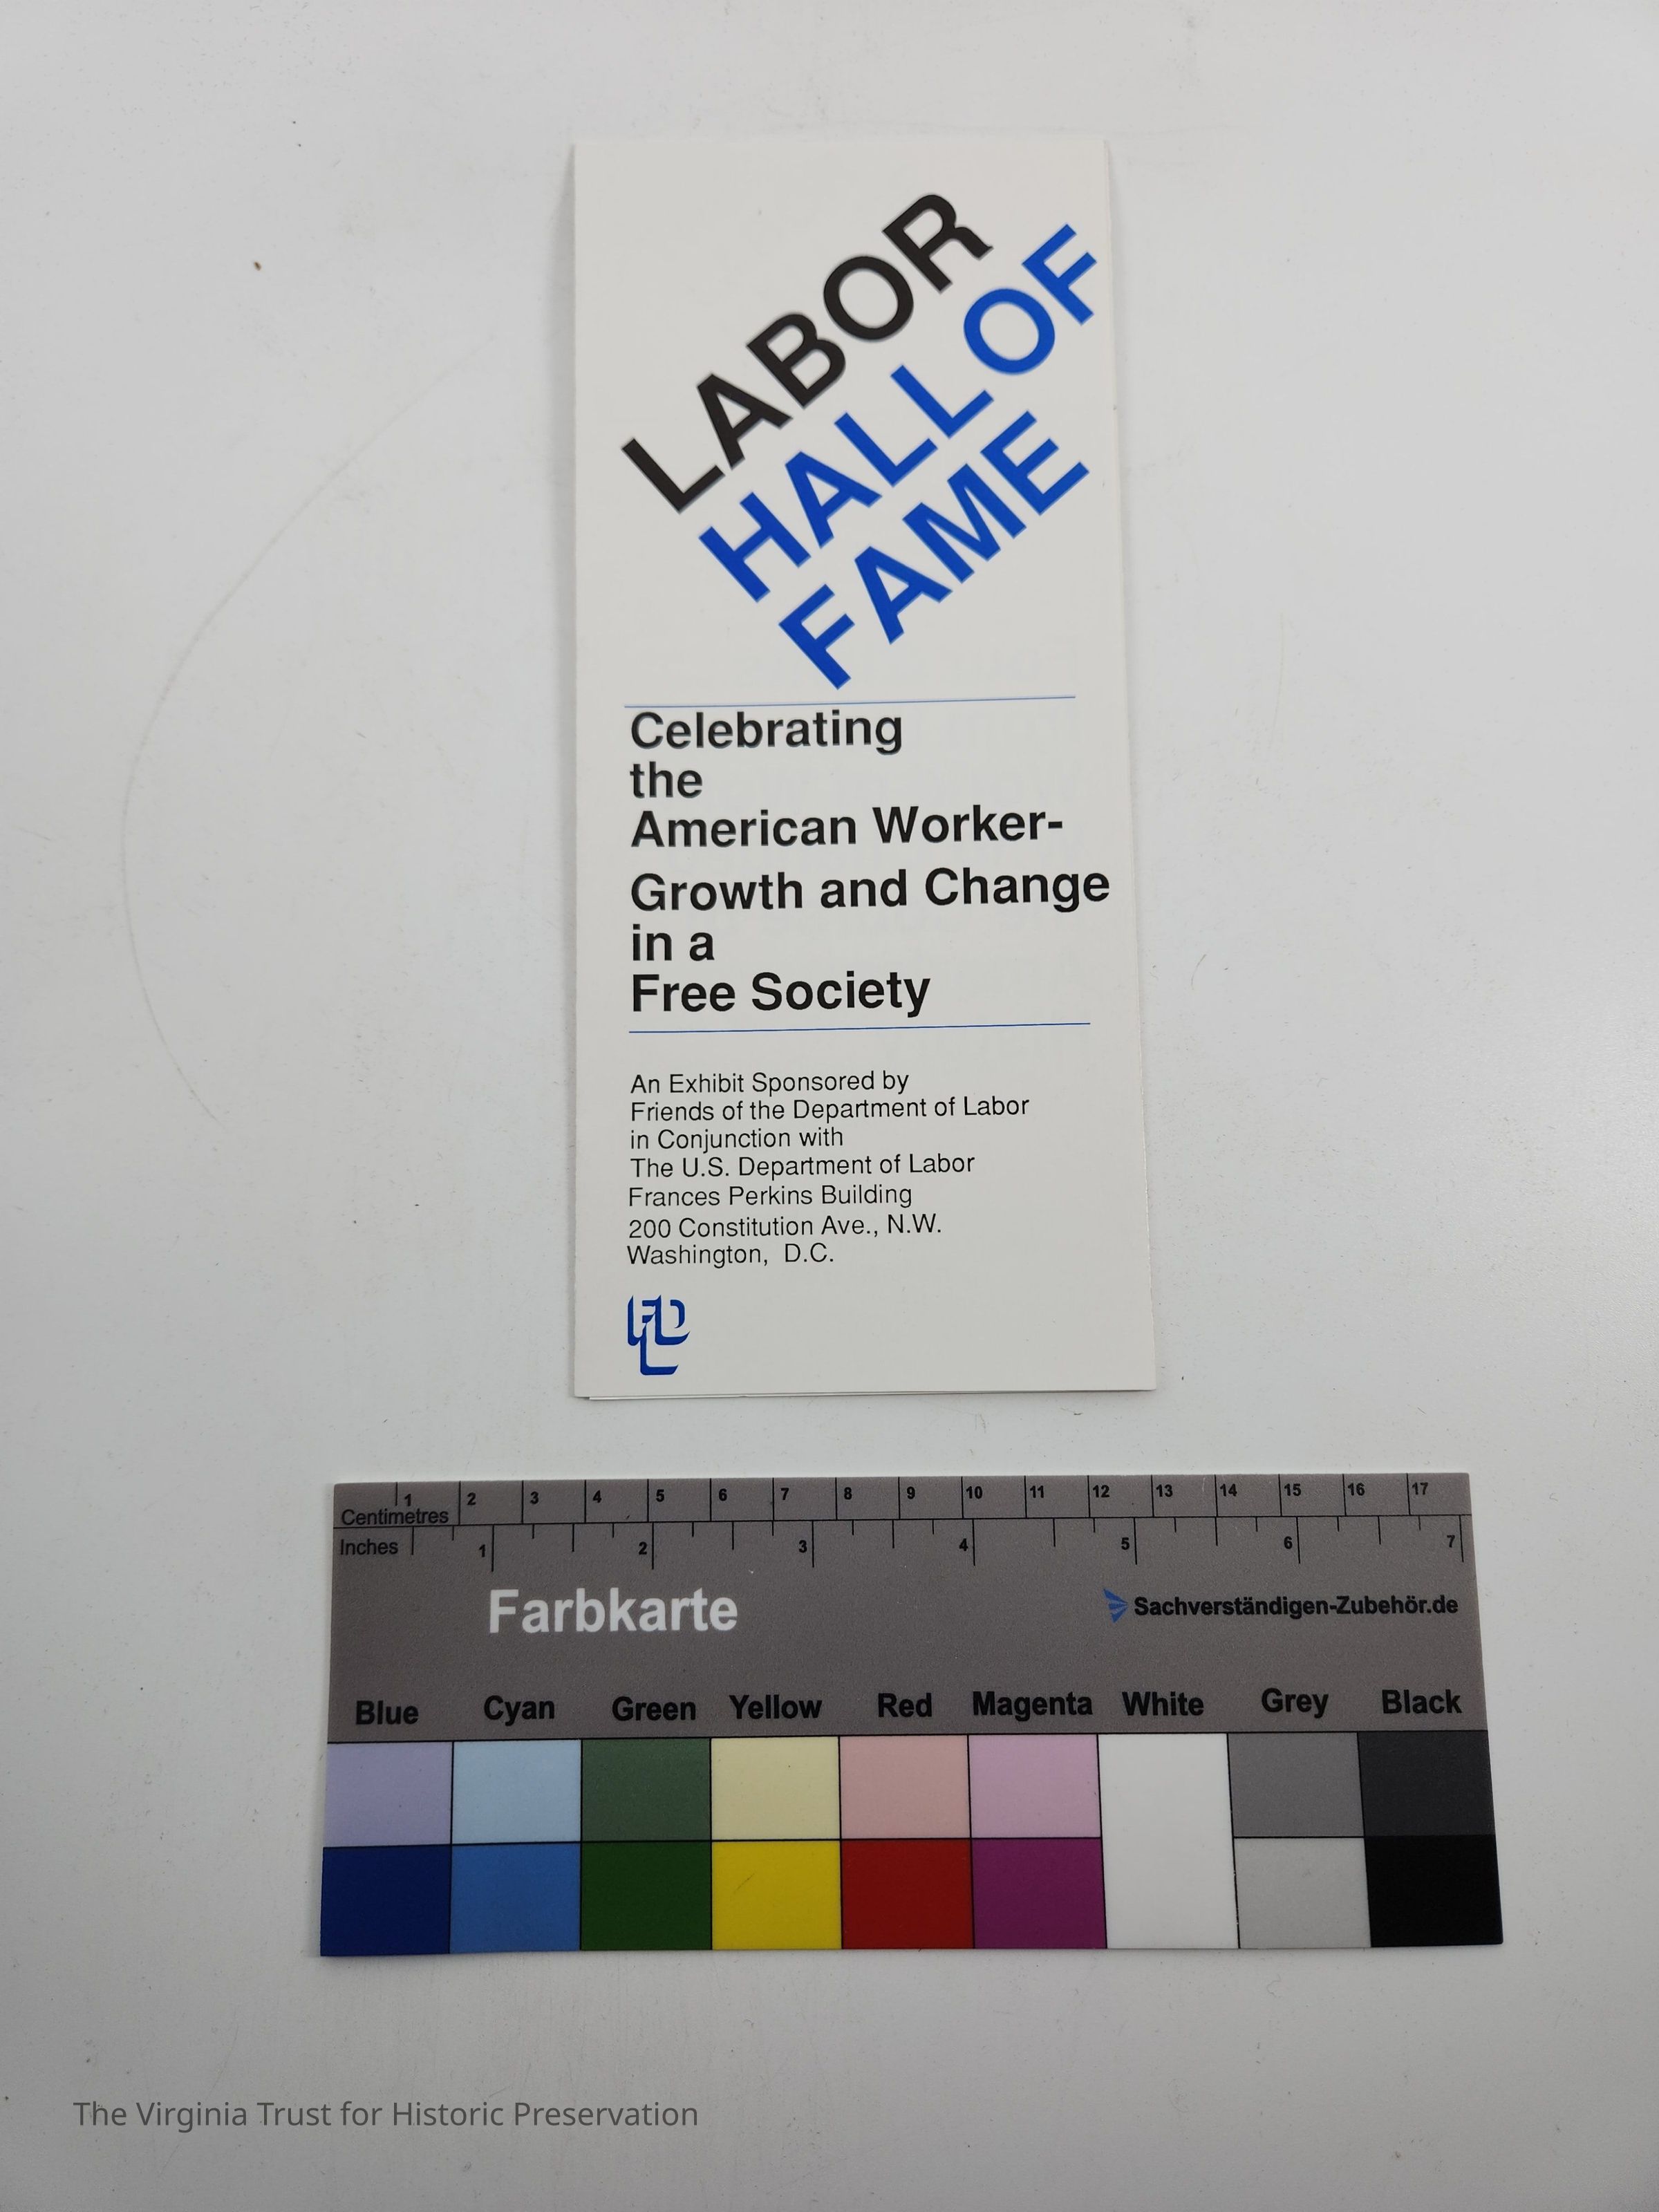 LABOR
HALL OF
FAME
Celebrating
the
American Worker-
Growth and Change
in a
Free Society
An Exhibit Sponsored by
Friends of the Department of Labor
in Conjunction with
The U.S. Department of Labor
Frances Perkins Building
200 Constitution Ave., N.W.
Washington, D.C.
FDL
1 2 3 4 5 6 7 8 9 10 11 12 13 14 15 16 17
Centimetres
Inches 1 2 3 4 5 6 7
Farbkarte
Sachverständigen-Zubehör.de
Blue Cyan Green Yellow Red Magenta White Grey Black
The Virginia Trust for Historic Preservation